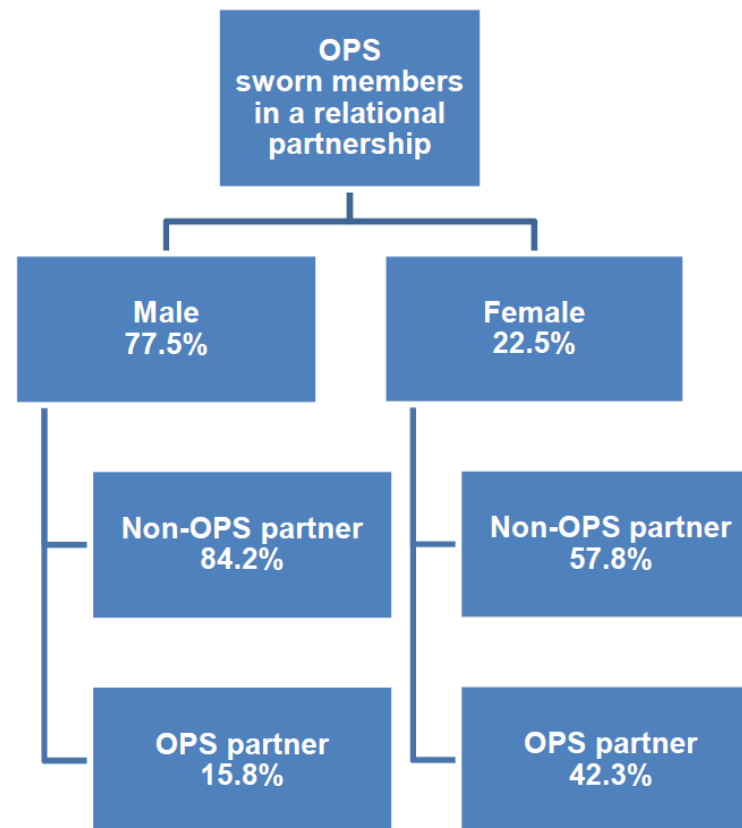 OPS
sworn members
in a relational
partnership
Male
77.5%
Female
22.5%
Non-OPS partner
84.2%
Non-OPS partner
57.8%
OPS partner
15.8%
OPS partner
42.3%